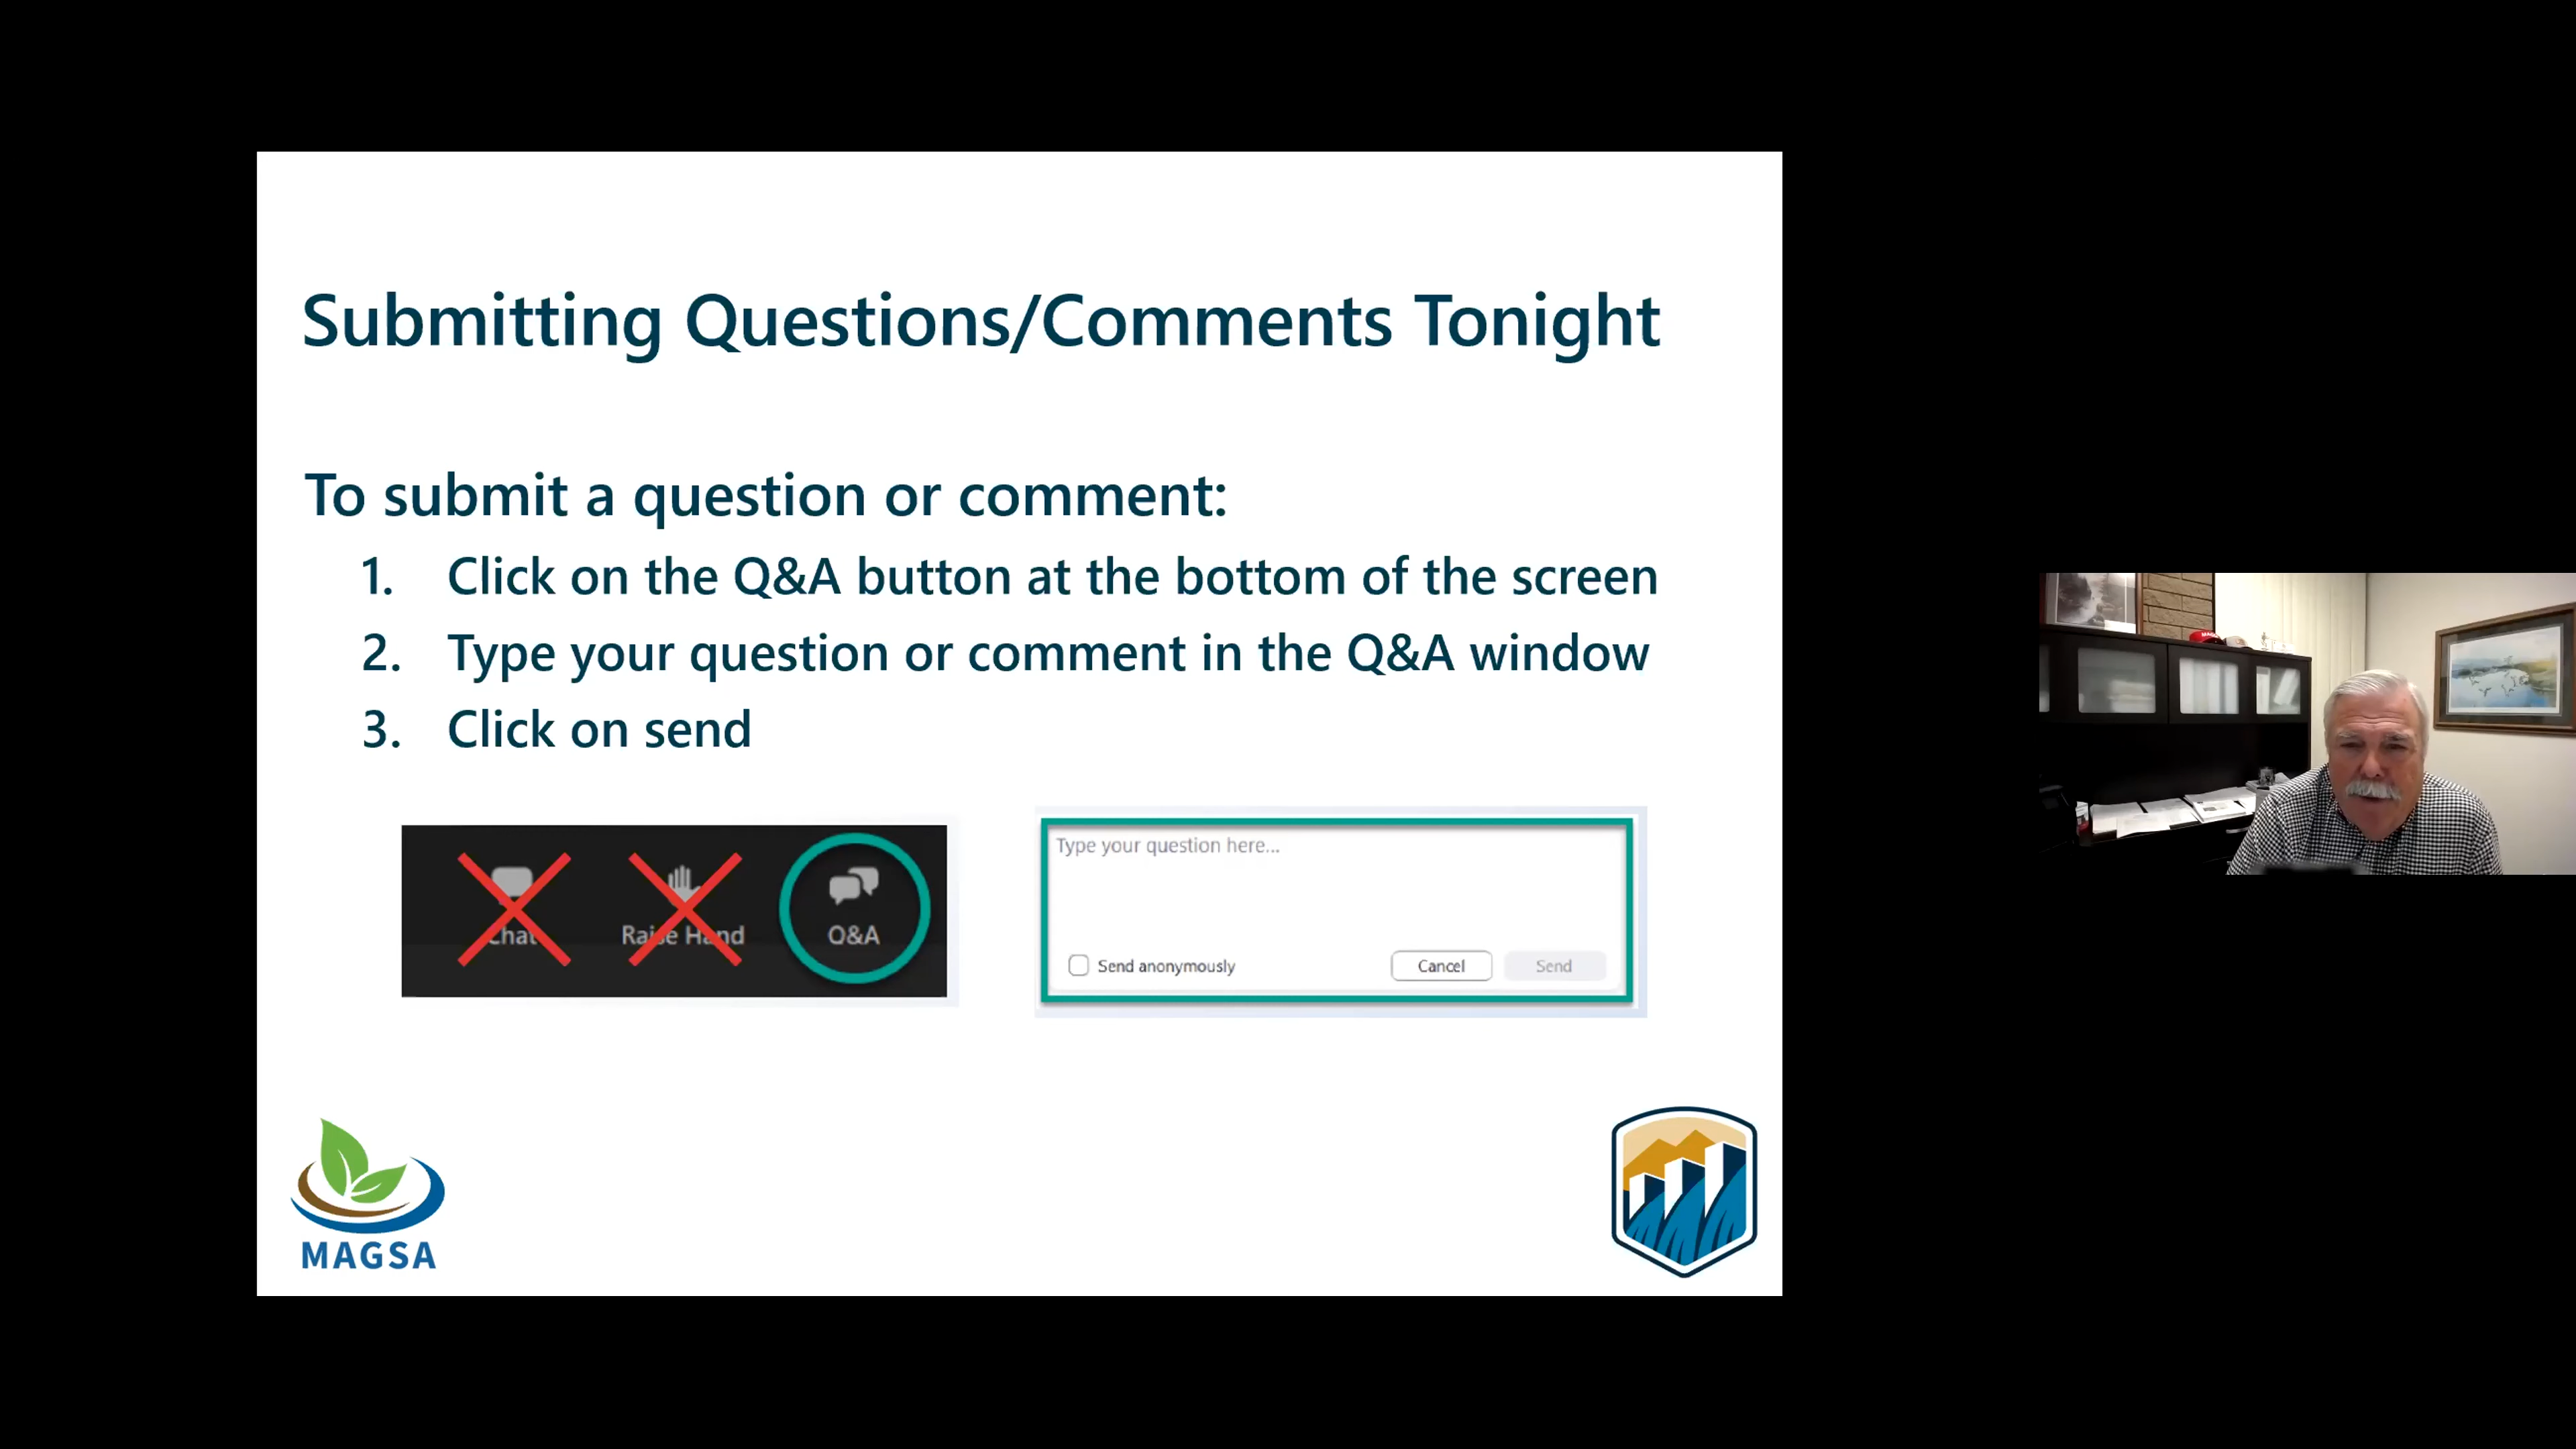 Submitting Questions/Comments Tonight
To submit a question or comment:
1. Click on the Q&A button at the bottom of the screen
2. Type your question or comment in the Q&A window
3. Click on send
Chat Raise Hand Q&A
Type your question here...
Send anonymously Cancel Send
MAGSA